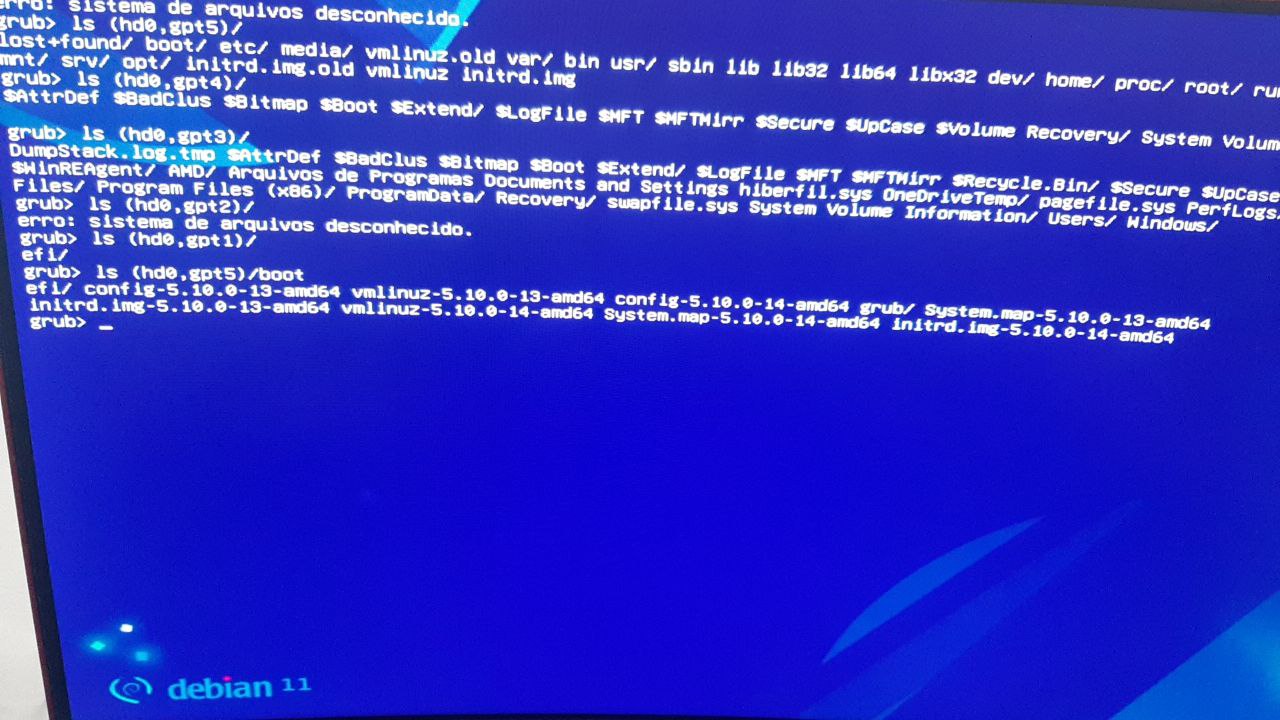 erro: sistema de arquivos desconhecido.
grub> ls (hd0,gpt5)/
lost+found/ boot/ etc/ media/ vmlinuz.old var/ bin usr/ sbin lib lib32 lib64 libx32 dev/ home/ proc/ root/ run
mnt/ srv/ opt/ initrd.img.old vmlinuz initrd.img
grub> ls (hd0,gpt4)/
$AttrDef $BadClus $Bitmap $Boot $Extend/ $LogFile $MFT $MFTMirr $Secure $UpCase $Volume Recovery/ System Volum
grub> ls (hd0,gpt3)/
DumpStack.log.tmp $AttrDef $BadClus $Bitmap $Boot $Extend/ $LogFile $MFT $MFTMirr $Recycle.Bin/ $Secure $UpCase
$WinREAgent/ AMD/ Arquivos de Programas Documents and Settings hiberfil.sys OneDriveTemp/ pagefile.sys PerfLogs/
Files/ Program Files (x86)/ ProgramData/ Recovery/ swapfile.sys System Volume Information/ Users/ Windows/
grub> ls (hd0,gpt2)/
erro: sistema de arquivos desconhecido.
grub> ls (hd0,gpt1)/
efi/
grub> ls (hd0,gpt5)/boot
efi/ config-5.10.0-13-amd64 vmlinuz-5.10.0-13-amd64 config-5.10.0-14-amd64 grub/ System.map-5.10.0-13-amd64
initrd.img-5.10.0-13-amd64 vmlinuz-5.10.0-14-amd64 System.map-5.10.0-14-amd64 initrd.img-5.10.0-14-amd64
grub> _
debian 11